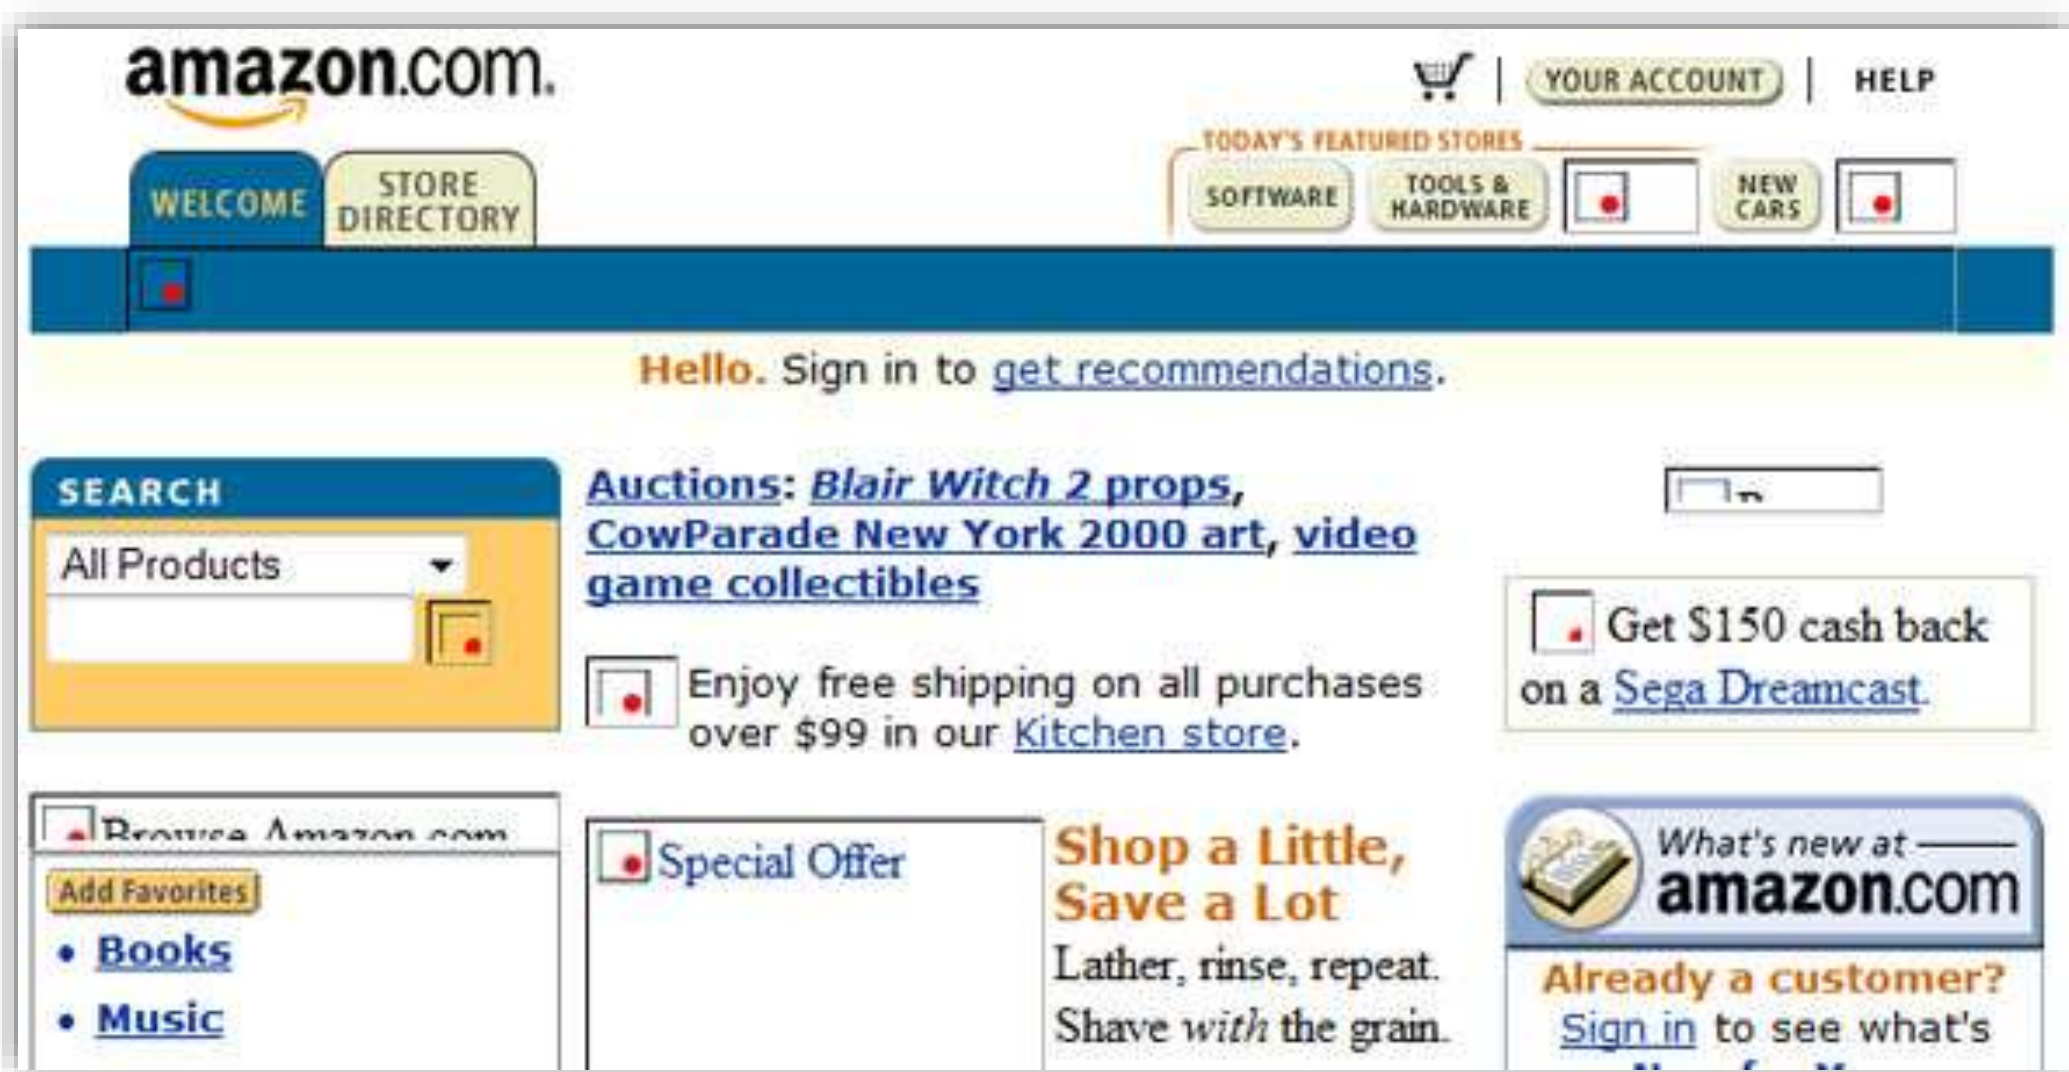 amazon.com.
YOUR ACCOUNT
HELP
TODAY'S FEATURED STORES
WELCOME
STORE
DIRECTORY
SOFTWARE
TOOLS &
HARDWARE
NEW
CARS
Hello. Sign in to get recommendations.
SEARCH
All Products
Auctions: Blair Witch 2 props,
CowParade New York 2000 art, video
game collectibles
Enjoy free shipping on all purchases
over $99 in our Kitchen store.
Get $150 cash back
on a Sega Dreamcast.
Browse Amazon.com
Add Favorites
• Books
• Music
Special Offer
Shop a Little,
Save a Lot
Lather, rinse, repeat.
Shave with the grain.
What's new at
amazon.com
Already a customer?
Sign in to see what's